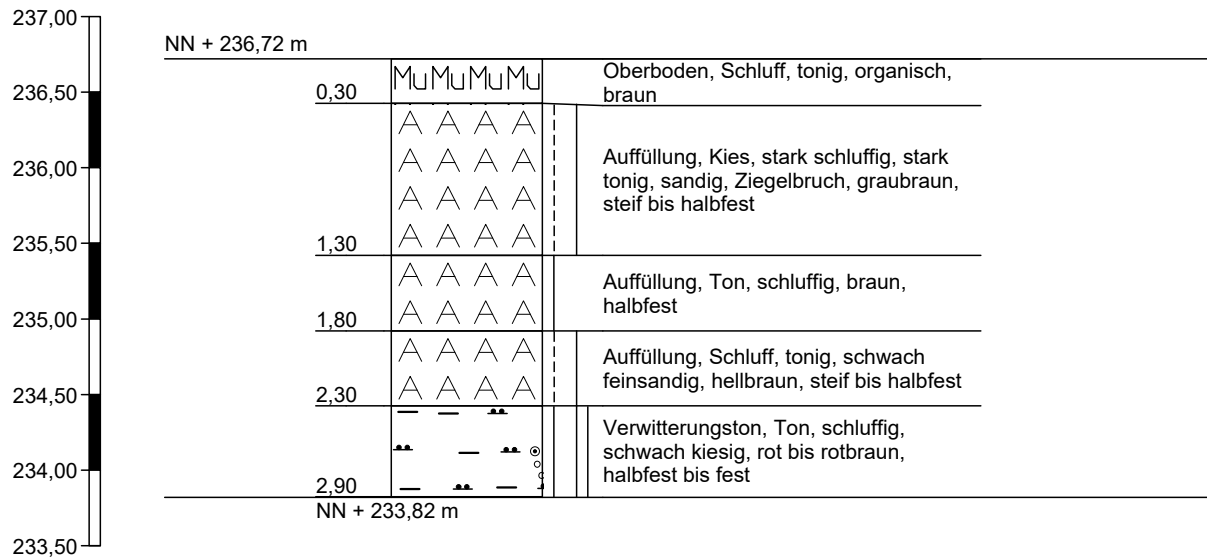 237,00
NN + 236,72 m
MuMuMuMu
Oberboden, Schluff, tonig, organisch,
braun
236,50
0,30
A A A A
Auffüllung, Kies, stark schluffig, stark
tonig, sandig, Ziegelbruch, graubraun,
steif bis halbfest
236,00
A A A A
A A A A
A A A A
235,50
1,30
A A A A
Auffüllung, Ton, schluffig, braun,
halbfest
235,00
1,80
A A A A
A A A A
Auffüllung, Schluff, tonig, schwach
feinsandig, hellbraun, steif bis halbfest
234,50
2,30
A A A A
Verwitterungston, Ton, schluffig,
schwach kiesig, rot bis rotbraun,
halbfest bis fest
234,00
2,90
NN + 233,82 m
233,50